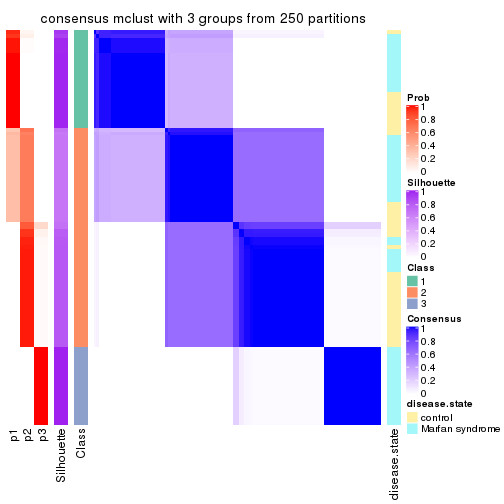 consensus mclust with 3 groups from 250 partitions
Prob
1
0.8
0.6
0.4
0.2
0
Silhouette
1
0.8
0.6
0.4
0.2
0
Class
1
2
3
Consensus
1
0.8
0.6
0.4
0.2
0
disease.state
control
Marfan syndrome
p1
p2
p3
Silhouette
Class
disease.state